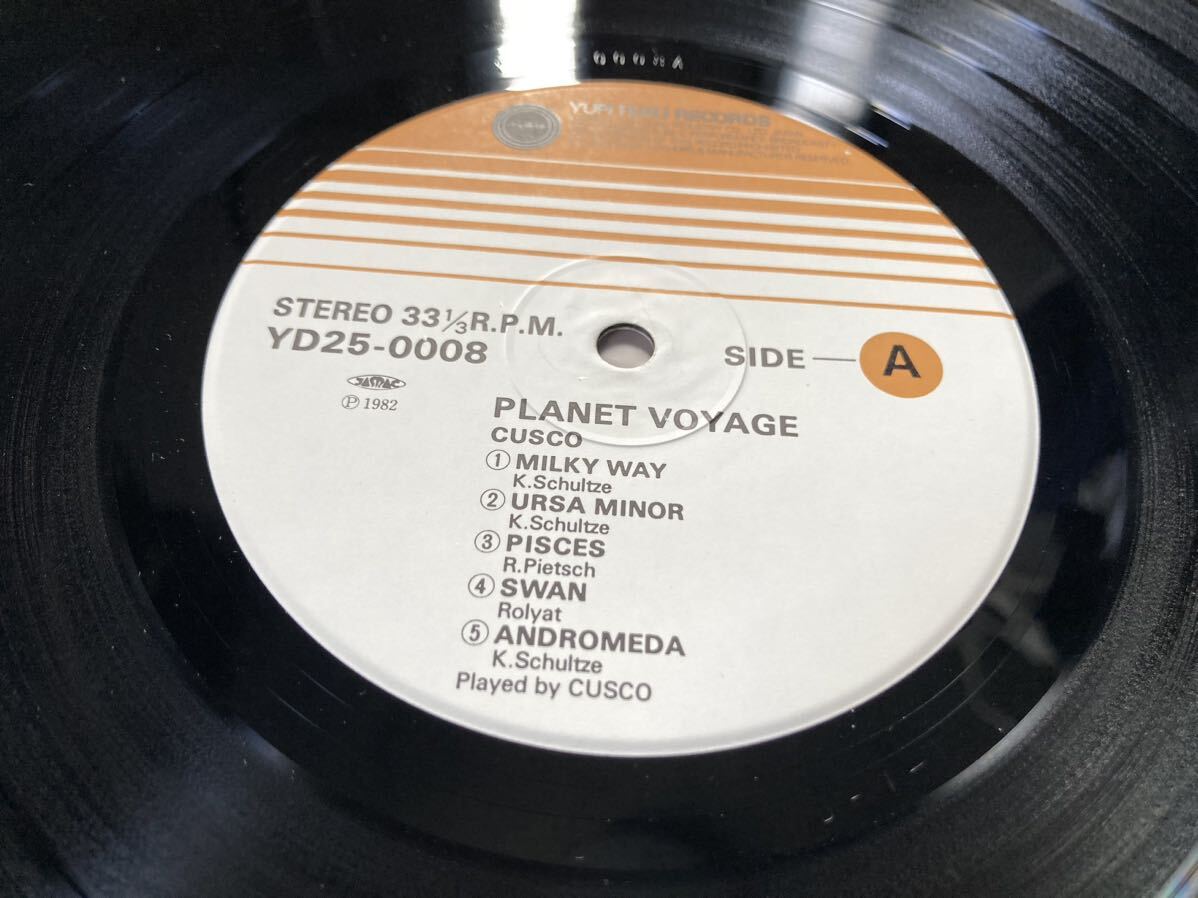 YUPITERU RECORDS
STEREO 33⅓ R.P.M.
YD25-0008
SIDE — A
JASRAC
Ⓟ 1982
PLANET VOYAGE
CUSCO
① MILKY WAY
K.Schultze
② URSA MINOR
K.Schultze
③ PISCES
R.Pietsch
④ SWAN
Rolyat
⑤ ANDROMEDA
K.Schultze
Played by CUSCO